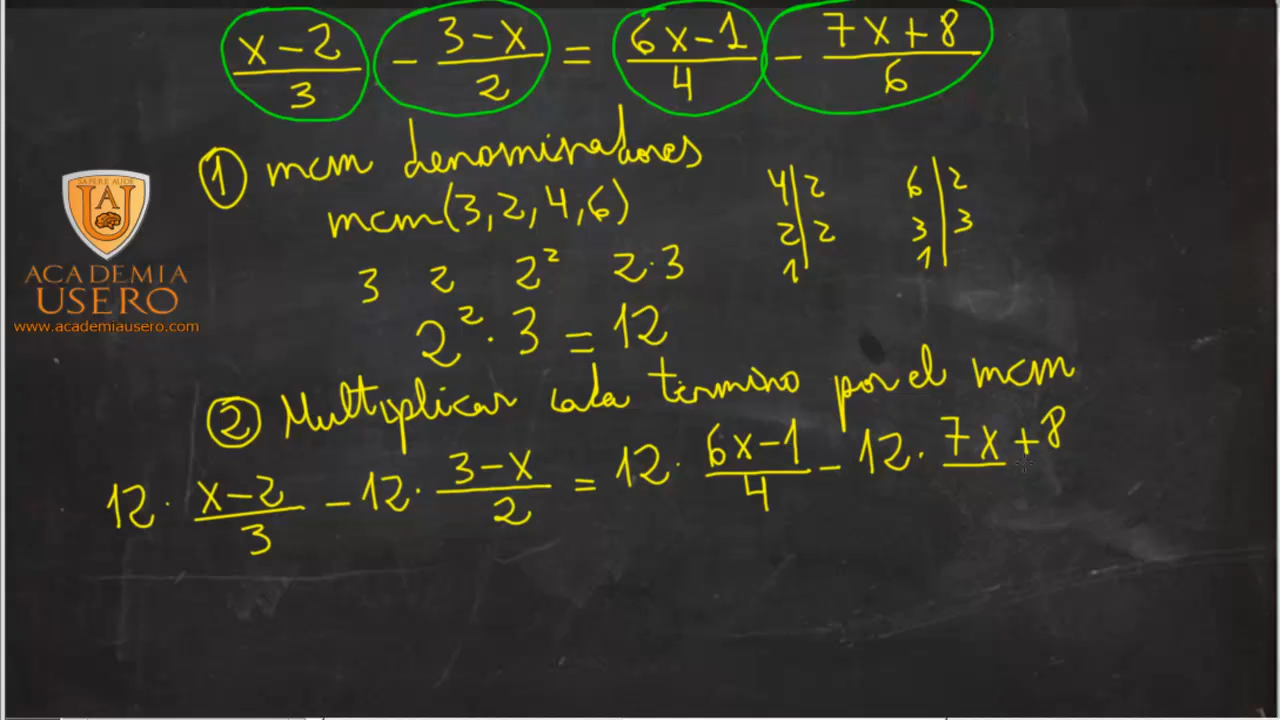 x-2/3 - 3-x/2 = 6x-1/4 - 7x+8/6
① mcm denominadores
mcm(3,2,4,6)
4|2 6|2
2|2 3|3
1| 1|
3 2 2² 2·3
2²·3 = 12
② Multiplicar cada término por el mcm
12· x-2/3 - 12· 3-x/2 = 12· 6x-1/4 - 12· 7x+8
SAPERE AUDE
UA
ACADEMIA
USERO
www.academiausero.com